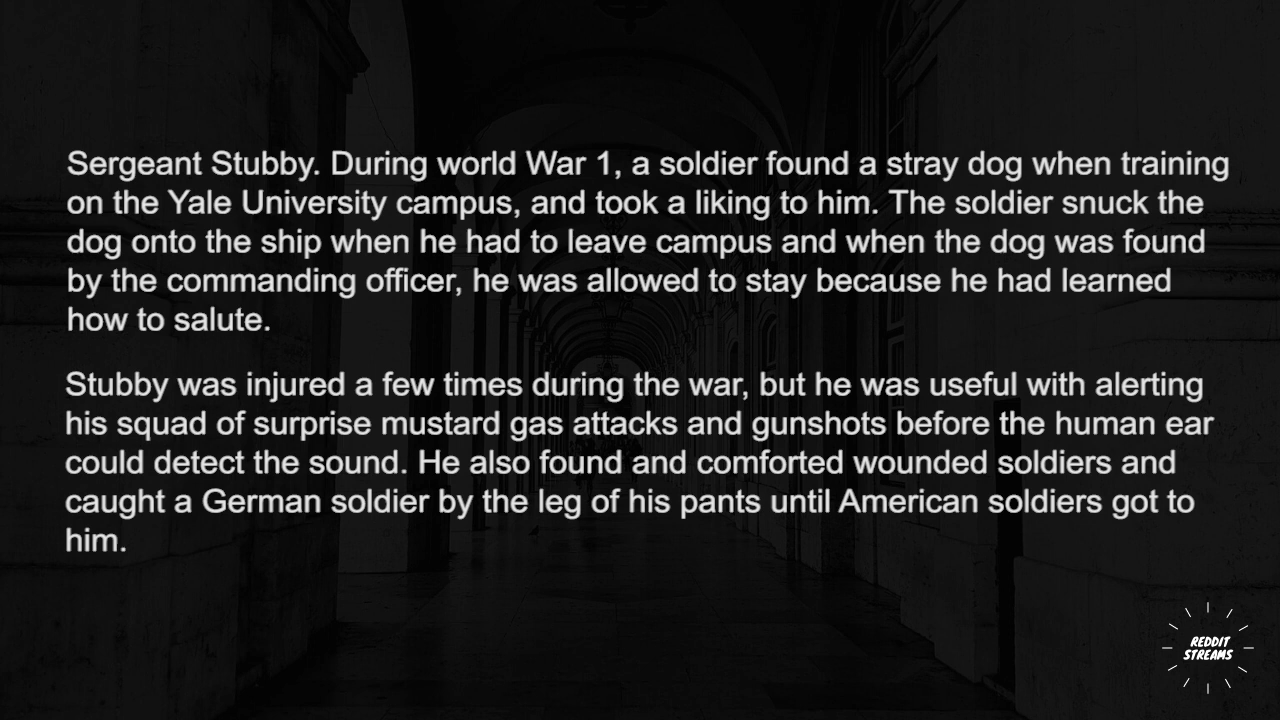 Sergeant Stubby. During world War 1, a soldier found a stray dog when training
on the Yale University campus, and took a liking to him. The soldier snuck the
dog onto the ship when he had to leave campus and when the dog was found
by the commanding officer, he was allowed to stay because he had learned
how to salute.
Stubby was injured a few times during the war, but he was useful with alerting
his squad of surprise mustard gas attacks and gunshots before the human ear
could detect the sound. He also found and comforted wounded soldiers and
caught a German soldier by the leg of his pants until American soldiers got to
him.
REDDIT
STREAMS